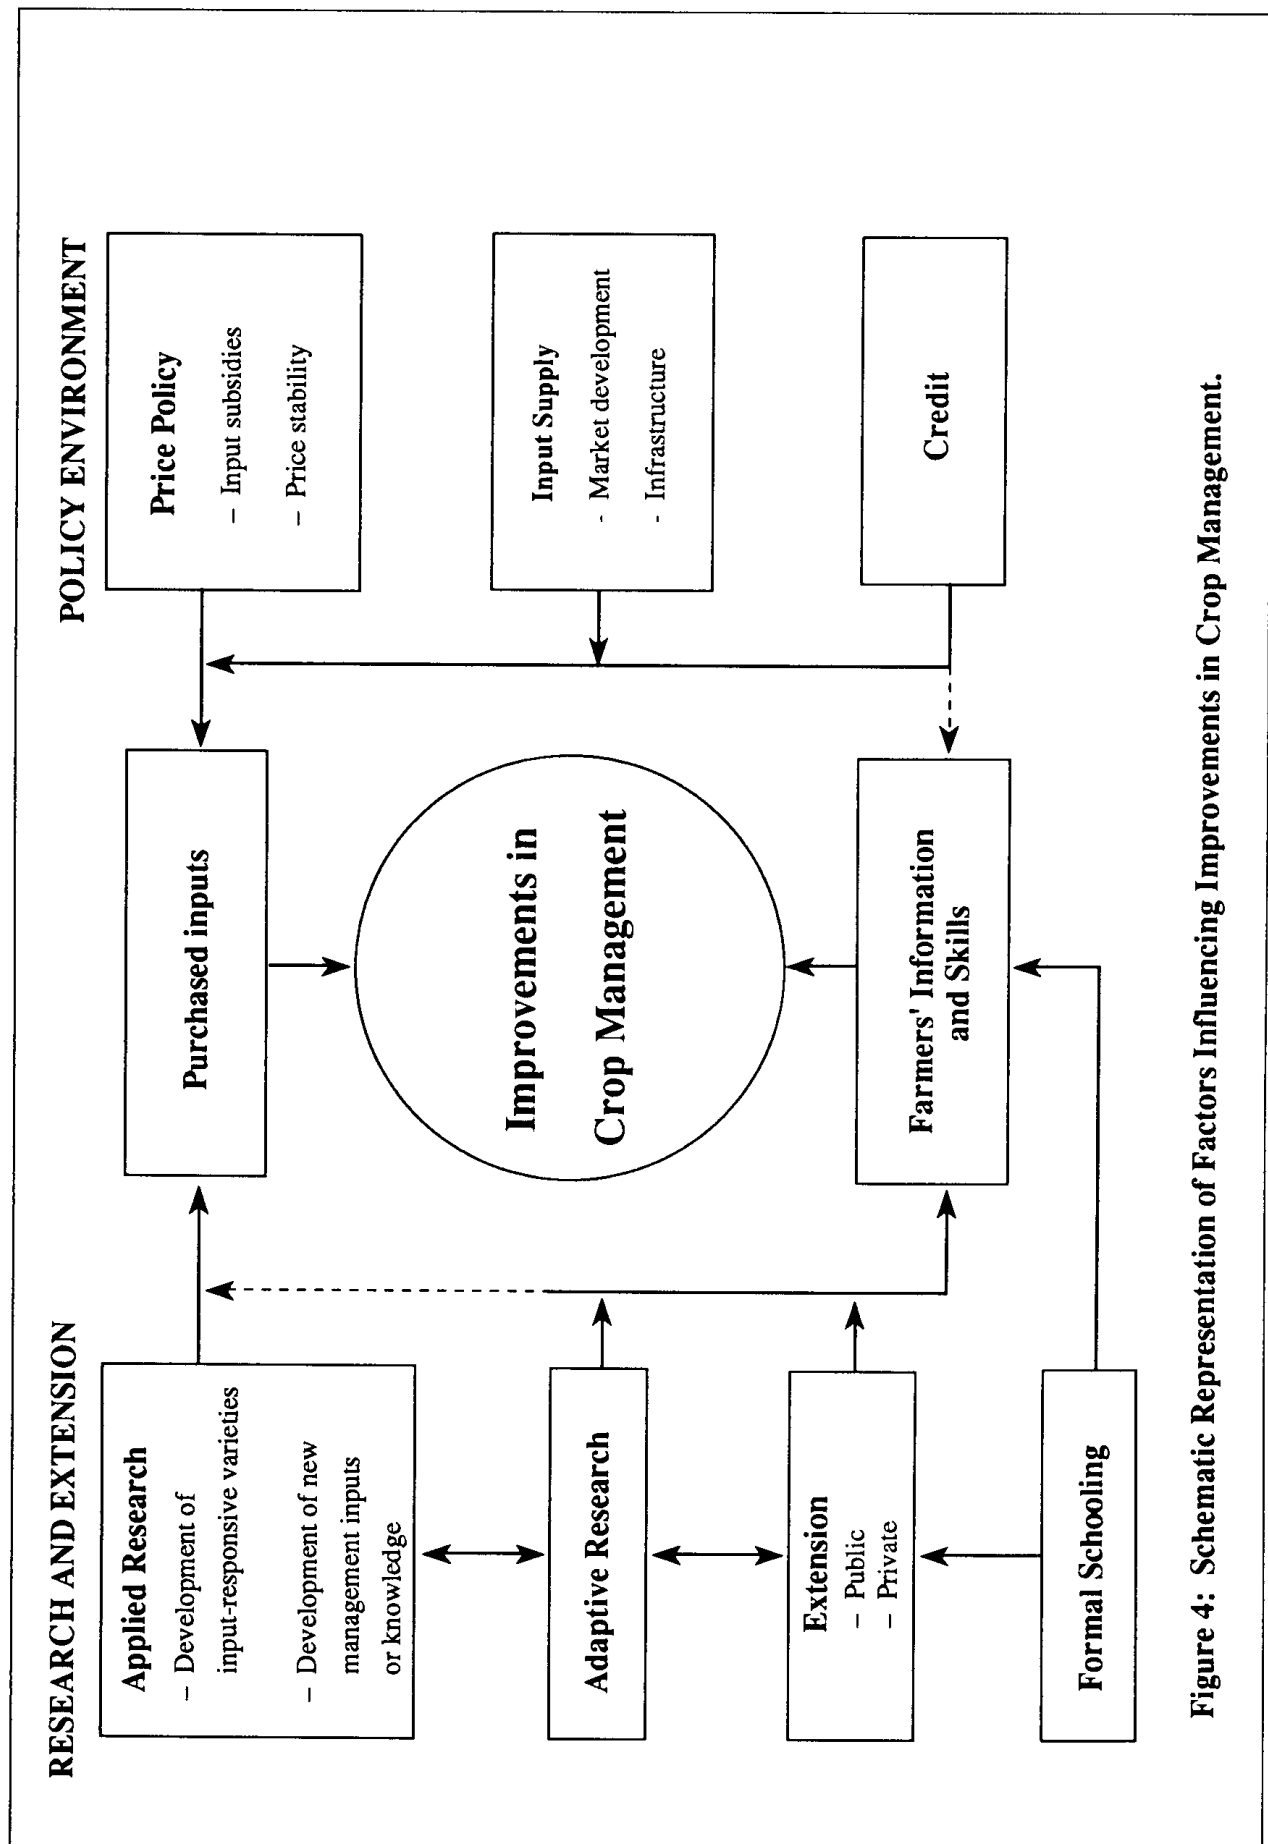 RESEARCH AND EXTENSION
Applied Research
– Development of
input-responsive varieties
– Development of new
management inputs
or knowledge
Adaptive Research
Extension
– Public
– Private
Formal Schooling
Purchased inputs
Improvements in
Crop Management
Farmers' Information
and Skills
POLICY ENVIRONMENT
Price Policy
– Input subsidies
– Price stability
Input Supply
- Market development
- Infrastructure
Credit
Figure 4: Schematic Representation of Factors Influencing Improvements in Crop Management.